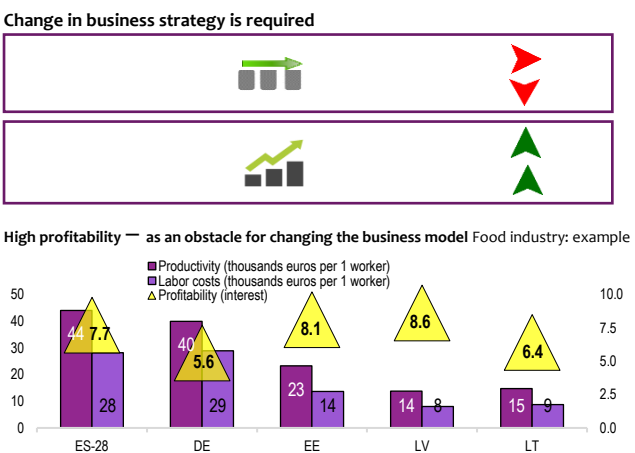 Change in business strategy is required
High profitability — as an obstacle for changing the business model Food industry: example
Productivity (thousands euros per 1 worker)
Labor costs (thousands euros per 1 worker)
Profitability (interest)
50 10.0
40 7.5
30 5.0
20 2.5
10 0.0
0
44 7.7 28
40 5.6 29
23 8.1 14
14 8.6 8
15 6.4 9
ES-28 DE EE LV LT